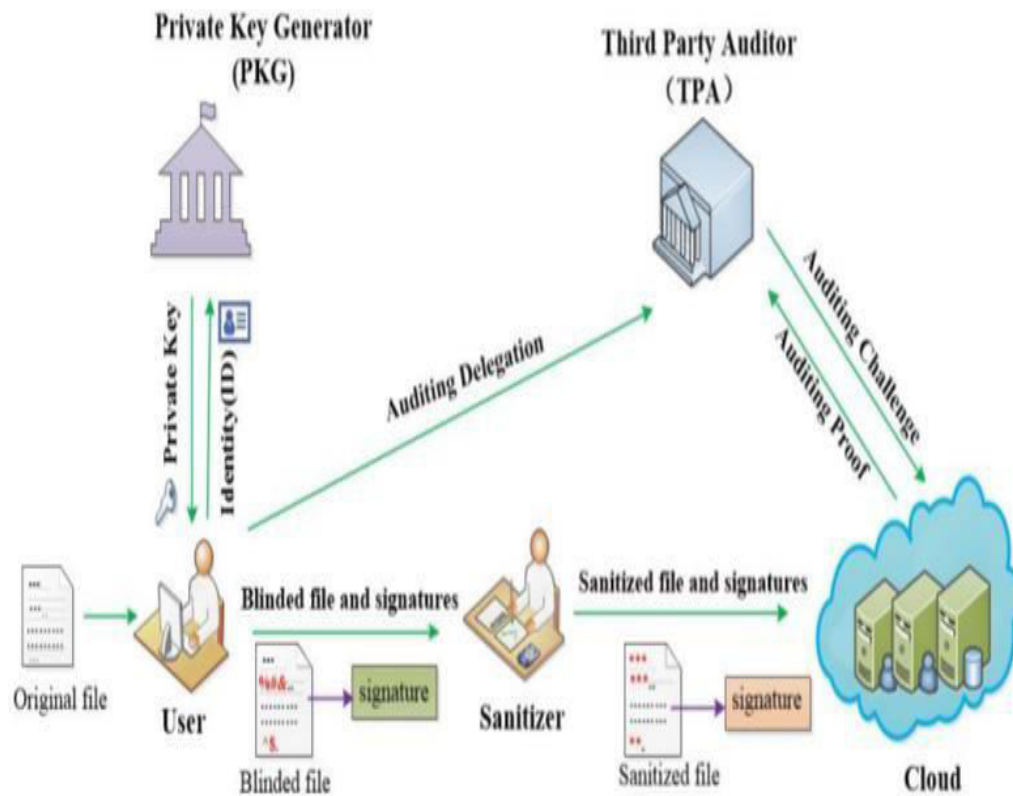 Private Key Generator
(PKG)
Third Party Auditor
（TPA）
Private Key
Identity(ID)
Auditing Delegation
Auditing Challenge
Auditing Proof
Original file
User
Blinded file and signatures
%#&..
^&.
signature
Blinded file
Sanitizer
Sanitized file and signatures
***
***..
**.
signature
Sanitized file
Cloud